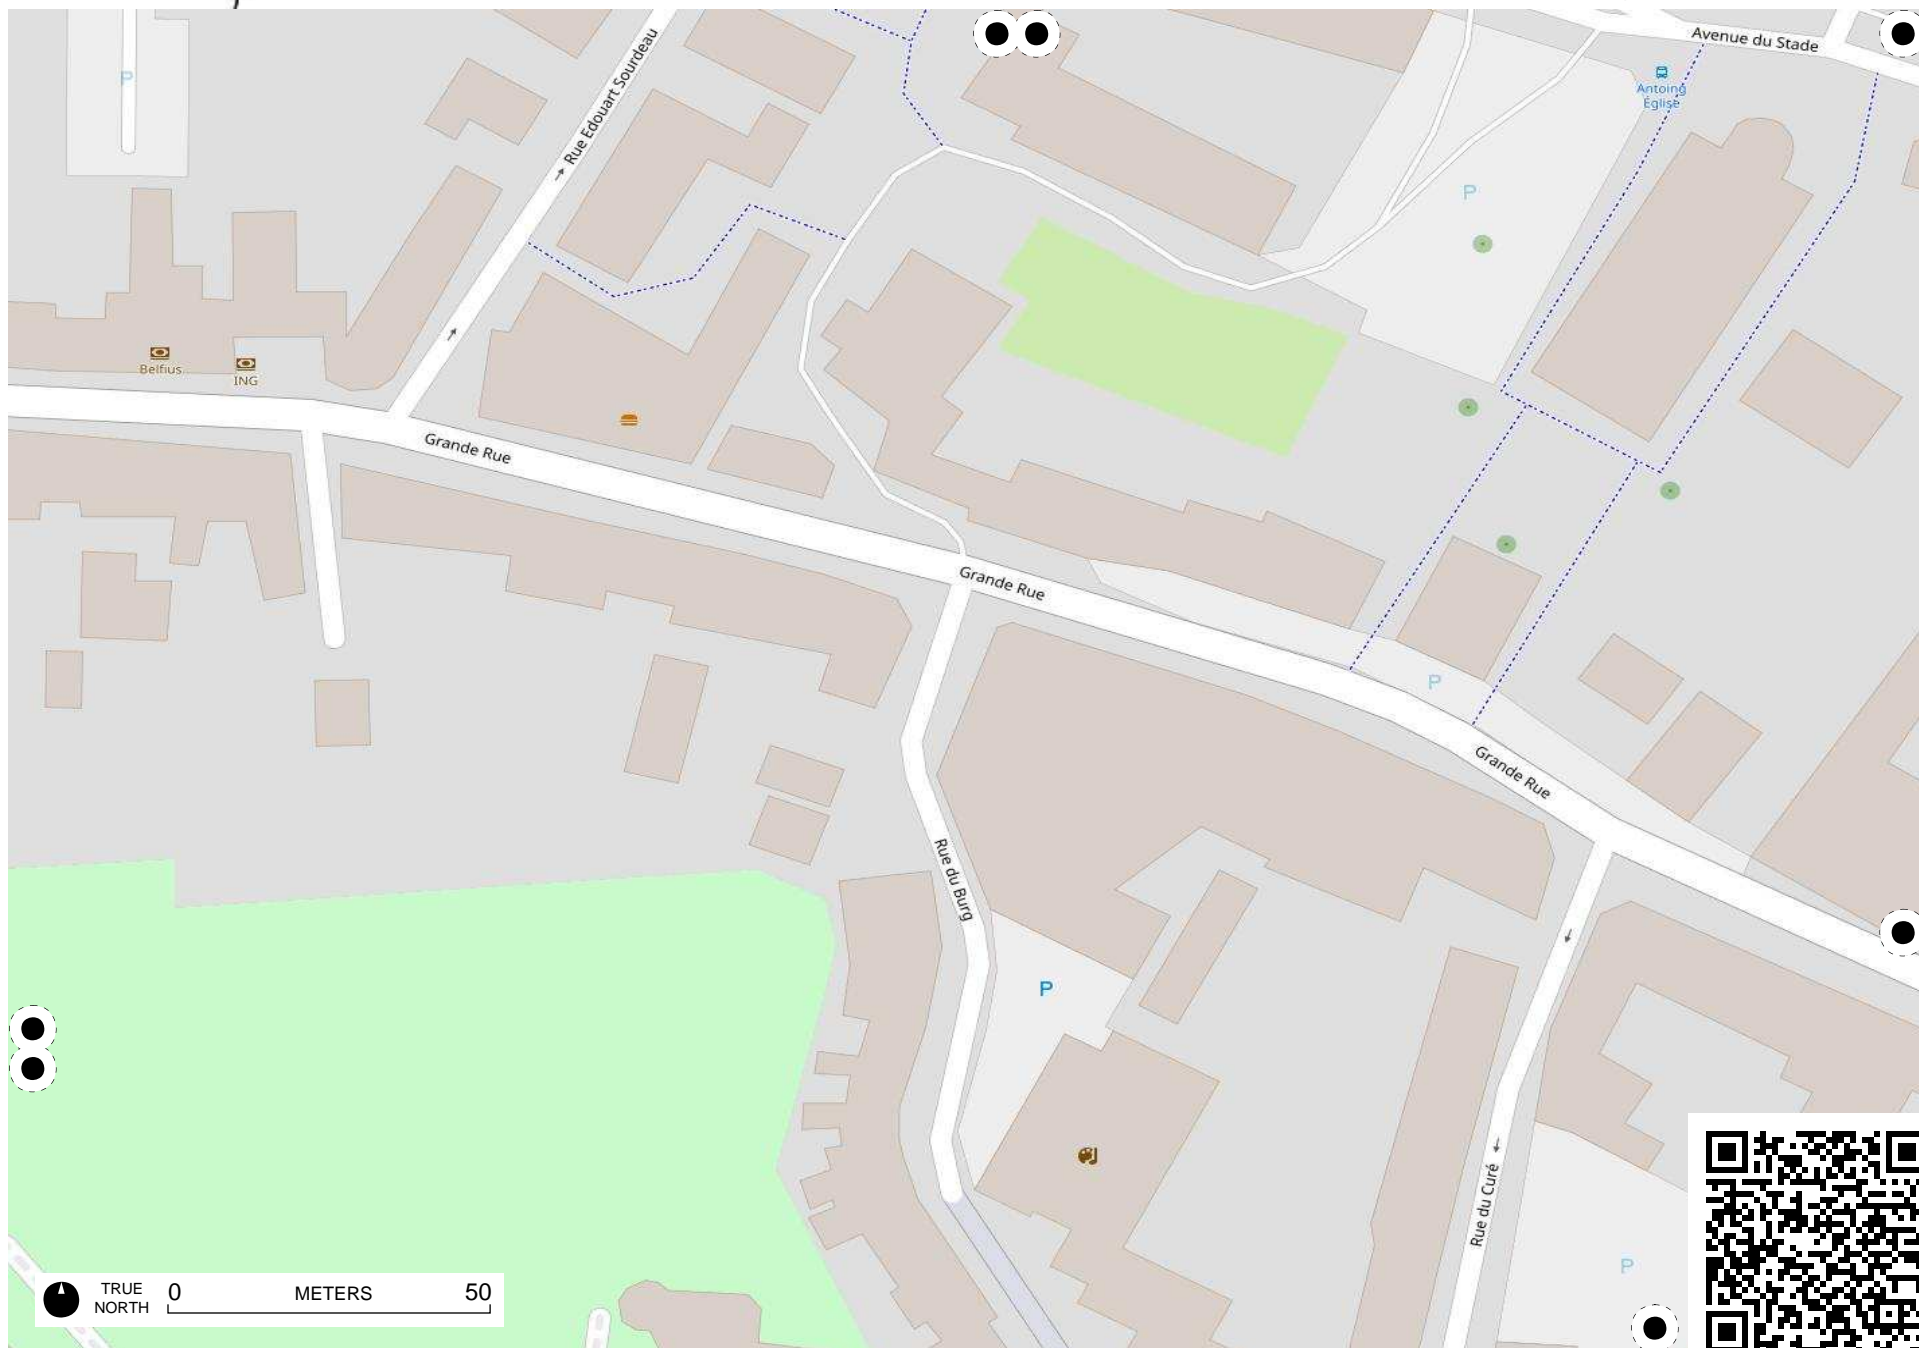 Avenue du Stade
P
Rue Edouart Sourdeau
Antoing
Église
P
Belfius
ING
Grande Rue
Grande Rue
P
Grande Rue
Rue du Burg
P
Rue du Curé
P
TRUE
NORTH
0 METERS 50